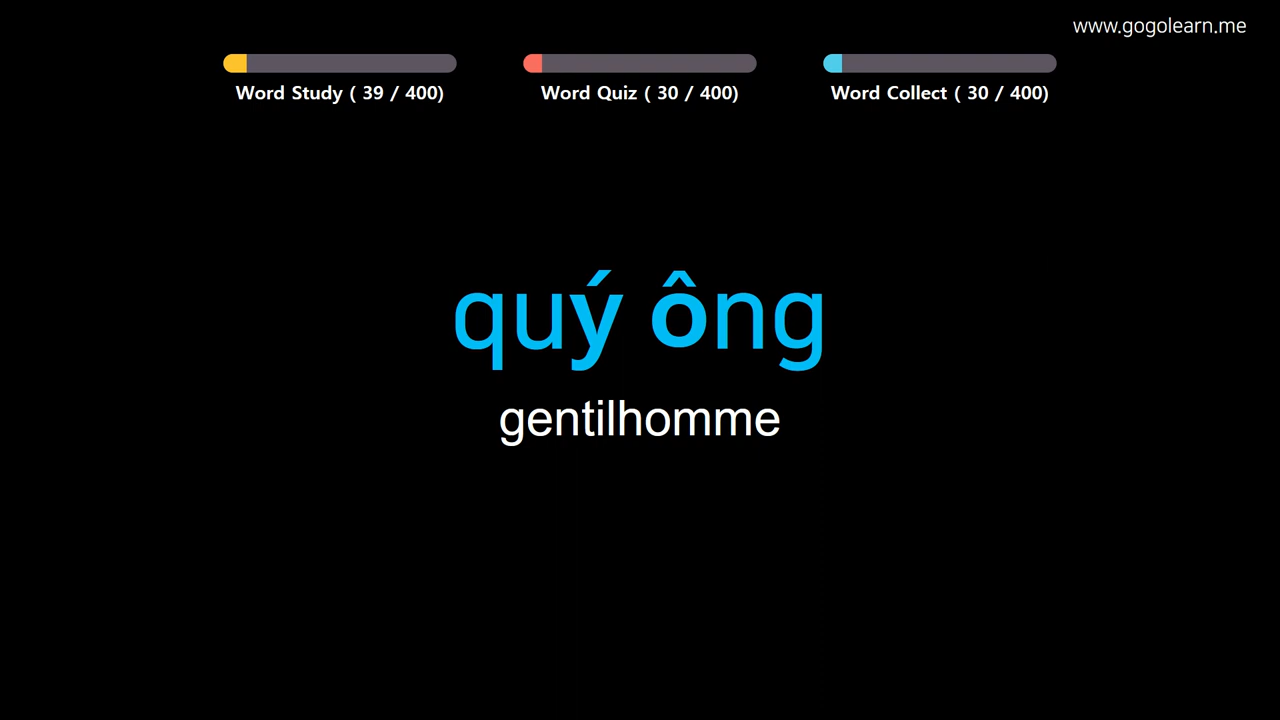 www.gogolearn.me
Word Study ( 39 / 400)
Word Quiz ( 30 / 400)
Word Collect ( 30 / 400)
quý ông
gentilhomme